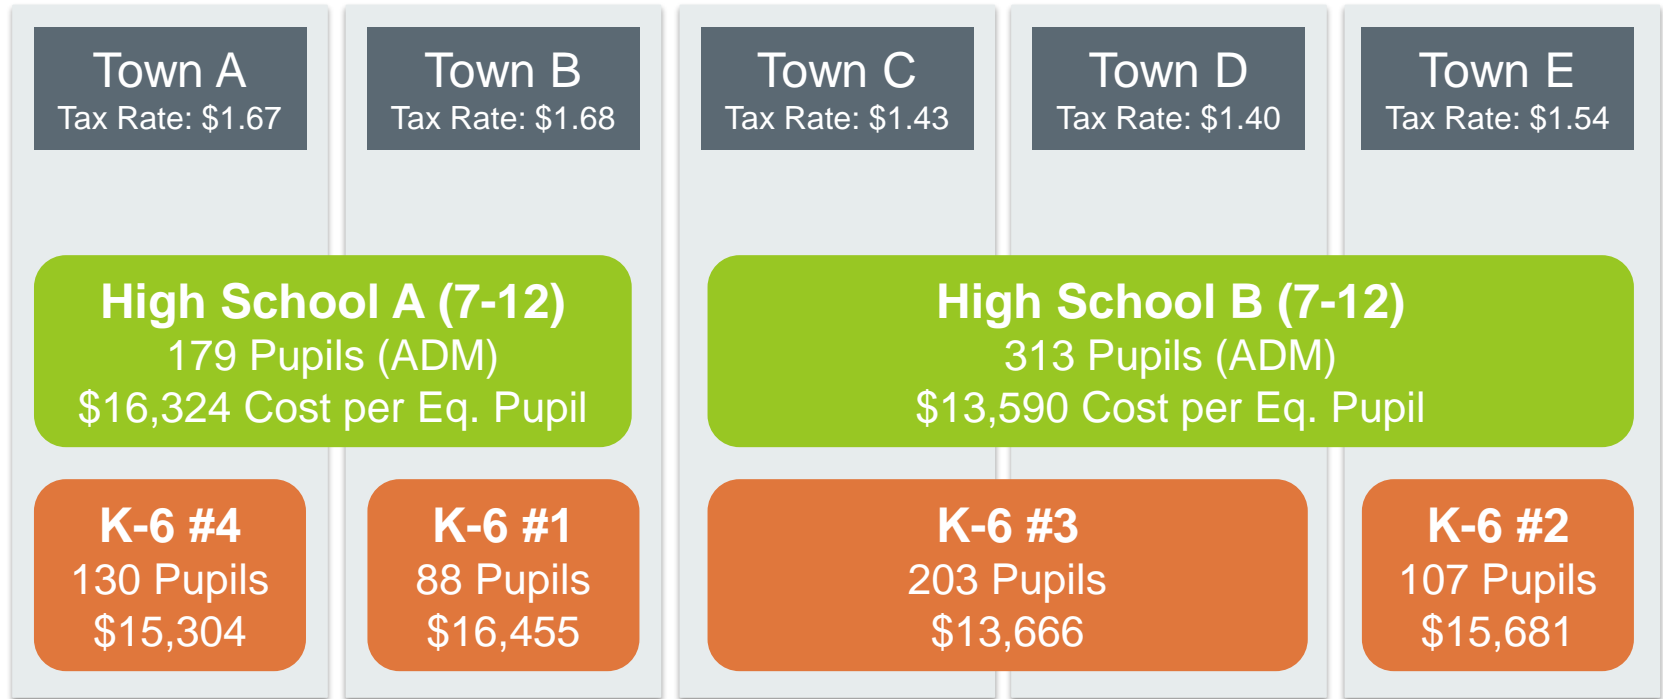 Town A
Tax Rate: $1.67
Town B
Tax Rate: $1.68
Town C
Tax Rate: $1.43
Town D
Tax Rate: $1.40
Town E
Tax Rate: $1.54
High School A (7-12)
179 Pupils (ADM)
$16,324 Cost per Eq. Pupil
High School B (7-12)
313 Pupils (ADM)
$13,590 Cost per Eq. Pupil
K-6 #4
130 Pupils
$15,304
K-6 #1
88 Pupils
$16,455
K-6 #3
203 Pupils
$13,666
K-6 #2
107 Pupils
$15,681